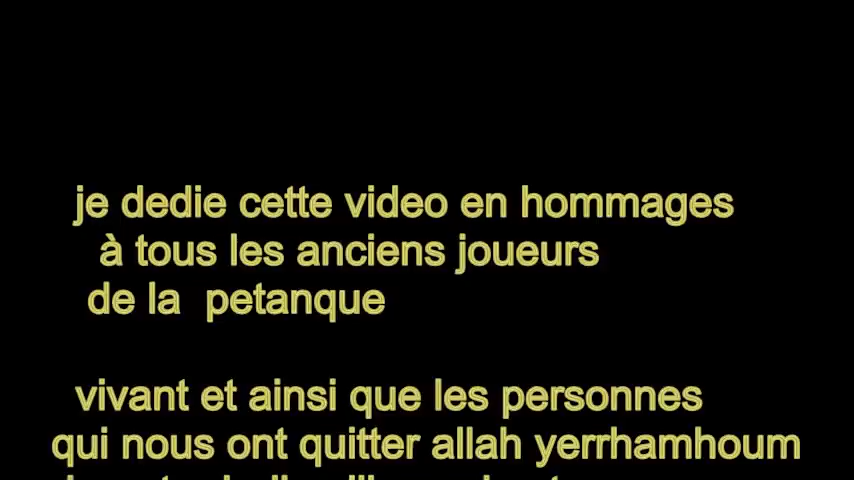 je dedie cette video en hommages
à tous les anciens joueurs
de la petanque
vivant et ainsi que les personnes
qui nous ont quitter allah yerrhamhoum